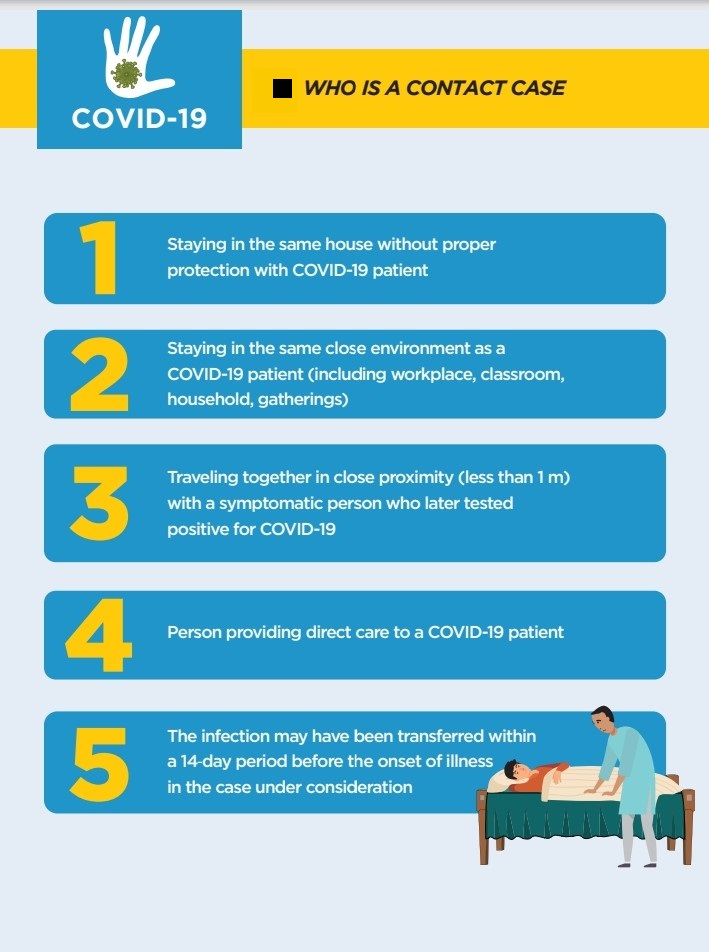 COVID-19
WHO IS A CONTACT CASE
1
Staying in the same house without proper
protection with COVID-19 patient
2
Staying in the same close environment as a
COVID-19 patient (including workplace, classroom,
household, gatherings)
3
Traveling together in close proximity (less than 1 m)
with a symptomatic person who later tested
positive for COVID-19
4
Person providing direct care to a COVID-19 patient
5
The infection may have been transferred within
a 14-day period before the onset of illness
in the case under consideration